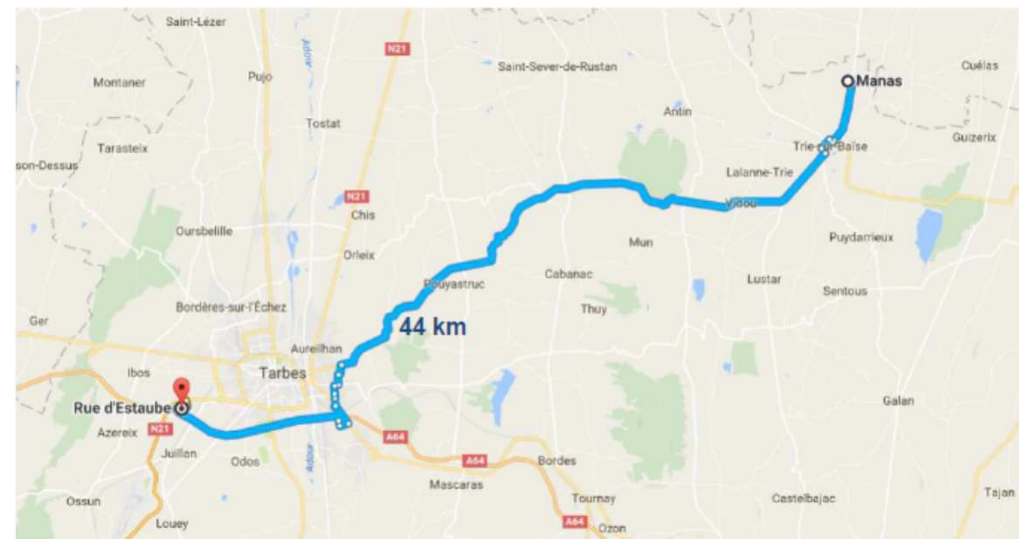 Saint-Lézer
N21
Pujo
Adour
Saint-Sever-de-Rustan
Cuélas
Montaner
Manas
Antin
Tostat
Guizerix
Tarasteix
Trie-sur-Baïse
son-Dessus
Lalanne-Trie
N21
Vidou
Chis
Oursbelille
Puydarrieux
Mun
Orleix
Cabanac
Lustar
Pouyastruc
Sentous
Bordères-sur-l'Échez
Thuy
Ger
44 km
Aureilhan
Ibos
Tarbes
Galan
Rue d'Estaube
Azereix
N21
A64
Juillan
Odos
Adour
A64
Bordes
Mascaras
Ossun
Tournay
Castelbajac
Tajan
Louey
A64
Ozon